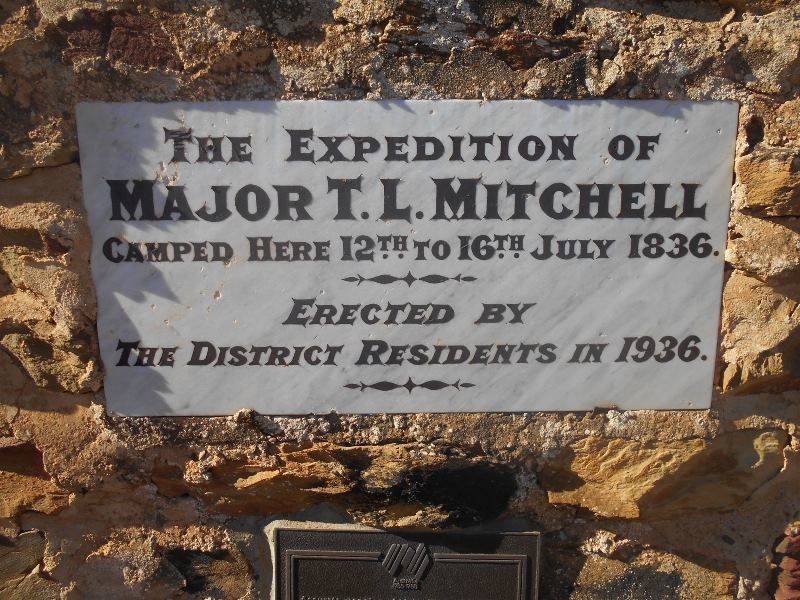 THE EXPEDITION OF
MAJOR T. L. MITCHELL
CAMPED HERE 12TH TO 16TH JULY 1836.
ERECTED BY
THE DISTRICT RESIDENTS IN 1936.